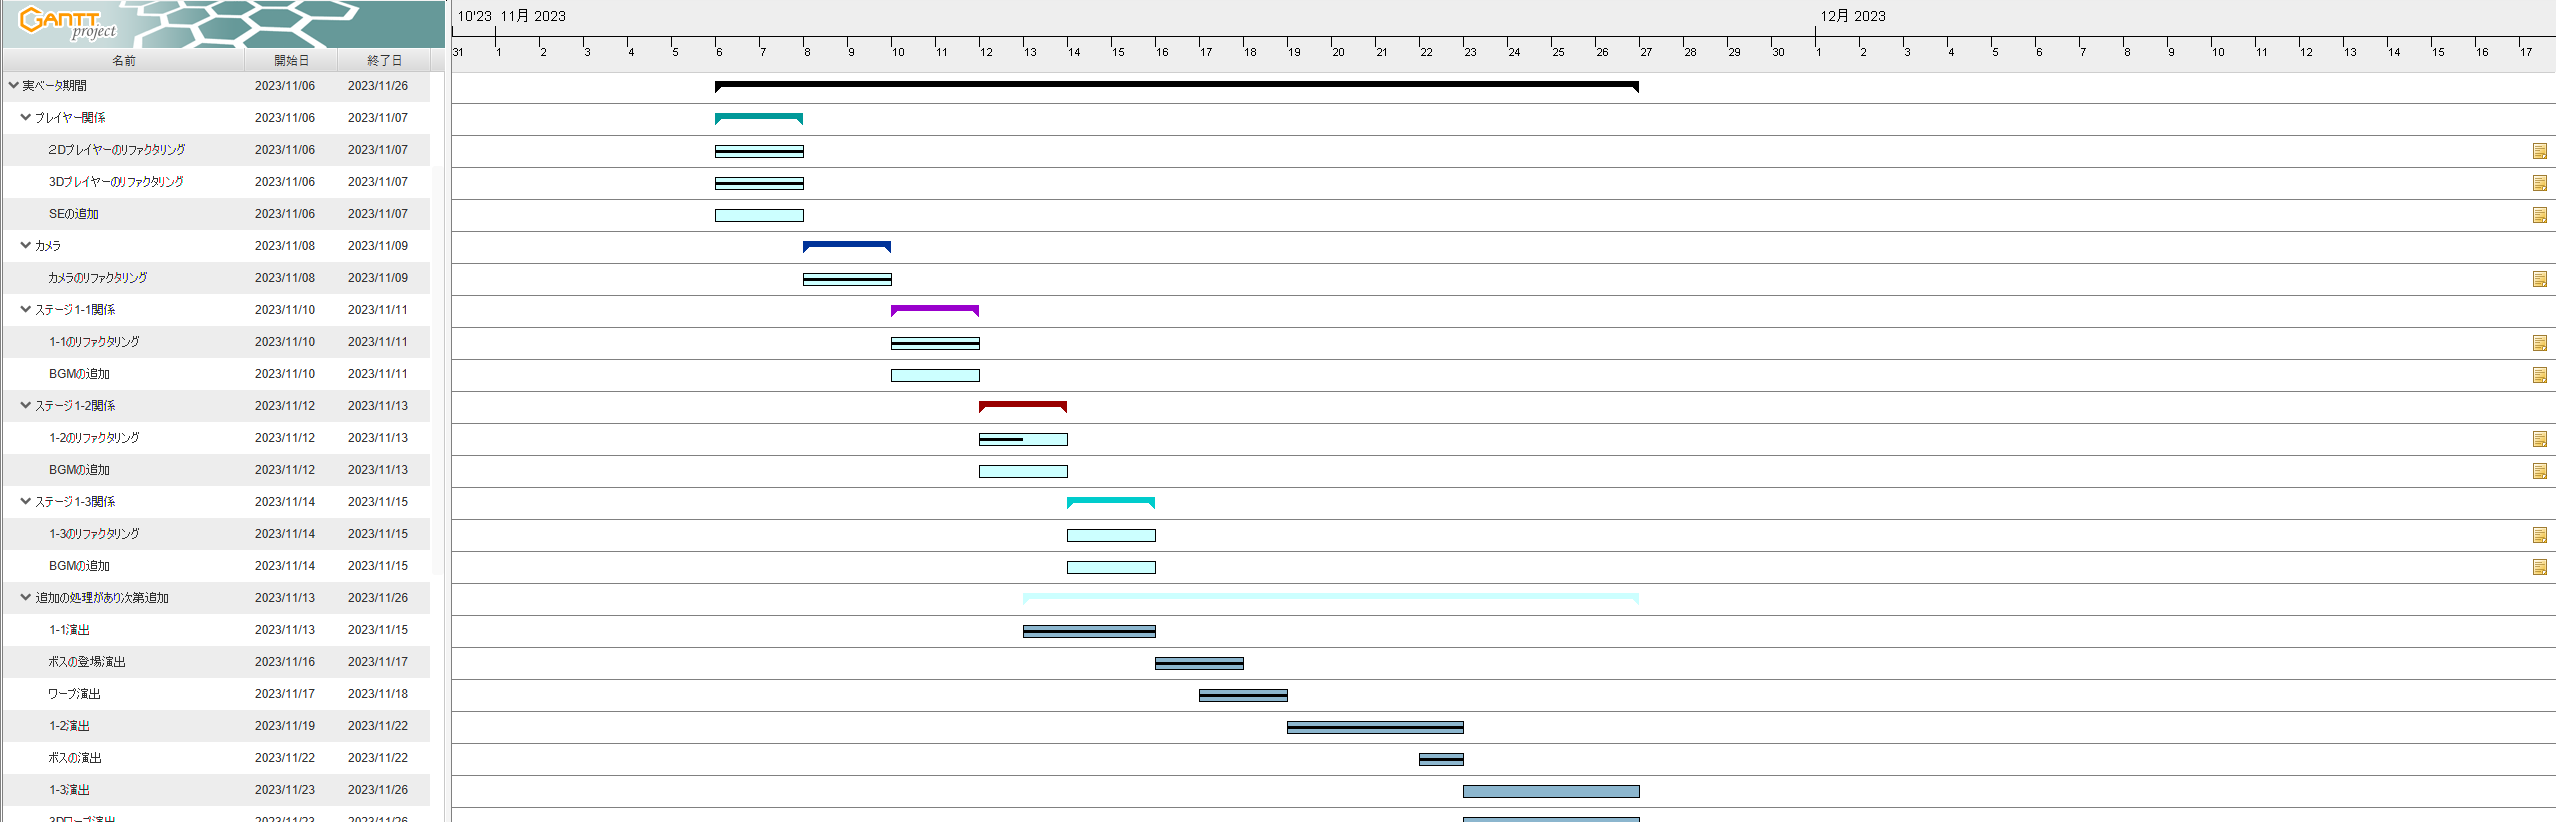 GANTT project
10'23 11月 2023 12月 2023
31 1 2 3 4 5 6 7 8 9 10 11 12 13 14 15 16 17 18 19 20 21 22 23 24 25 26 27 28 29 30 1 2 3 4 5 6 7 8 9 10 11 12 13 14 15 16 17
名前 開始日 終了日
実ベータ期間 2023/11/06 2023/11/26
プレイヤー関係 2023/11/06 2023/11/07
2Dプレイヤーのリファクタリング 2023/11/06 2023/11/07
3Dプレイヤーのリファクタリング 2023/11/06 2023/11/07
SEの追加 2023/11/06 2023/11/07
カメラ 2023/11/08 2023/11/09
カメラのリファクタリング 2023/11/08 2023/11/09
ステージ1-1関係 2023/11/10 2023/11/11
1-1のリファクタリング 2023/11/10 2023/11/11
BGMの追加 2023/11/10 2023/11/11
ステージ1-2関係 2023/11/12 2023/11/13
1-2のリファクタリング 2023/11/12 2023/11/13
BGMの追加 2023/11/12 2023/11/13
ステージ1-3関係 2023/11/14 2023/11/15
1-3のリファクタリング 2023/11/14 2023/11/15
BGMの追加 2023/11/14 2023/11/15
追加の処理があり次第追加 2023/11/13 2023/11/26
1-1演出 2023/11/13 2023/11/15
ボスの登場演出 2023/11/16 2023/11/17
ワープ演出 2023/11/17 2023/11/18
1-2演出 2023/11/19 2023/11/22
ボスの演出 2023/11/22 2023/11/22
1-3演出 2023/11/23 2023/11/26
3Dワープ演出 2023/11/23 2023/11/26